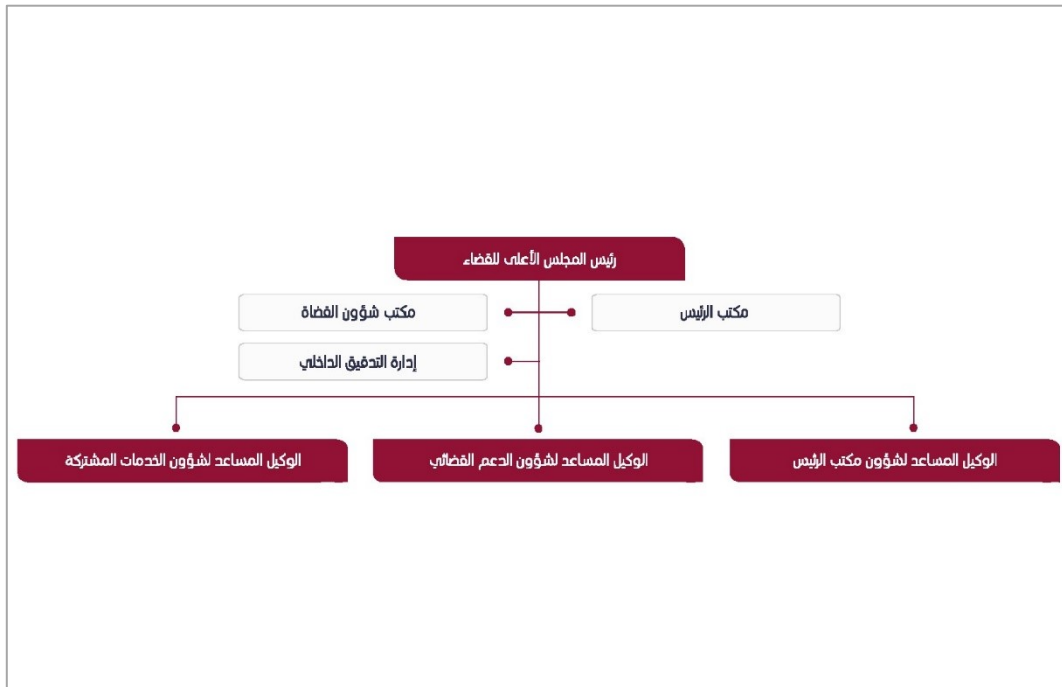 رئيس المجلس الأعلى للقضاء
مكتب الرئيس
مكتب شؤون القضاة
إدارة التدقيق الداخلي
الوكيل المساعد لشؤون مكتب الرئيس
الوكيل المساعد لشؤون الدعم القضائي
الوكيل المساعد لشؤون الخدمات المشتركة